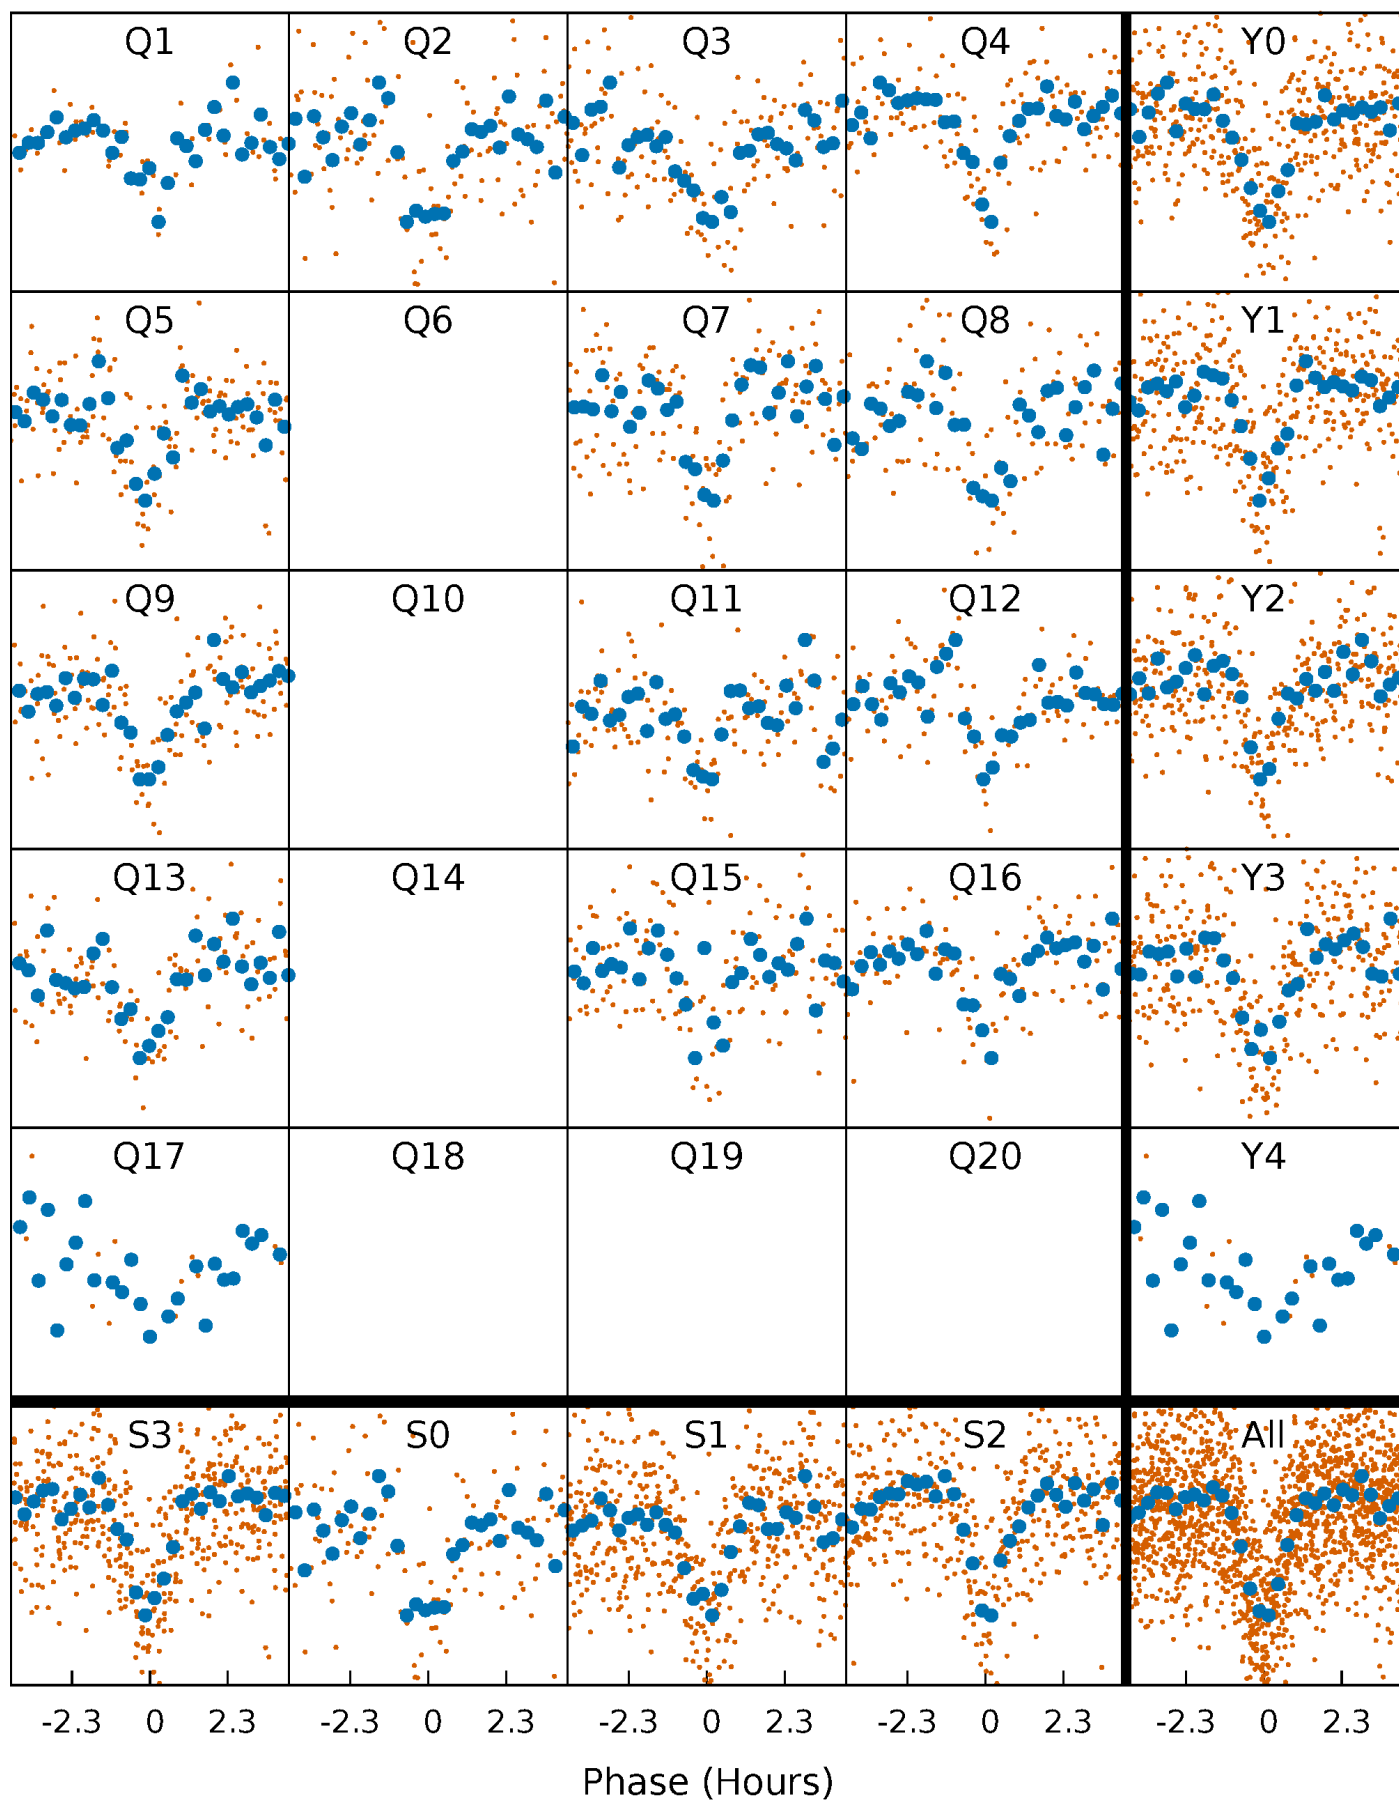 Q1 Q2 Q3 Q4 Y0
Q5 Q6 Q7 Q8 Y1
Q9 Q10 Q11 Q12 Y2
Q13 Q14 Q15 Q16 Y3
Q17 Q18 Q19 Q20 Y4
S3 S0 S1 S2 All
-2.3 0 2.3 -2.3 0 2.3 -2.3 0 2.3 -2.3 0 2.3 -2.3 0 2.3
Phase (Hours)